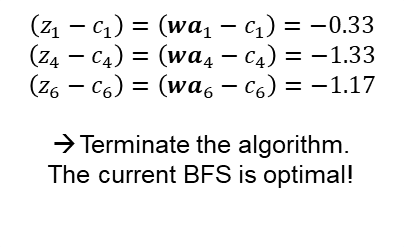 (z₁ − c₁) = (wa₁ − c₁) = −0.33
(z₄ − c₄) = (wa₄ − c₄) = −1.33
(z₆ − c₆) = (wa₆ − c₆) = −1.17
→ Terminate the algorithm.
The current BFS is optimal!